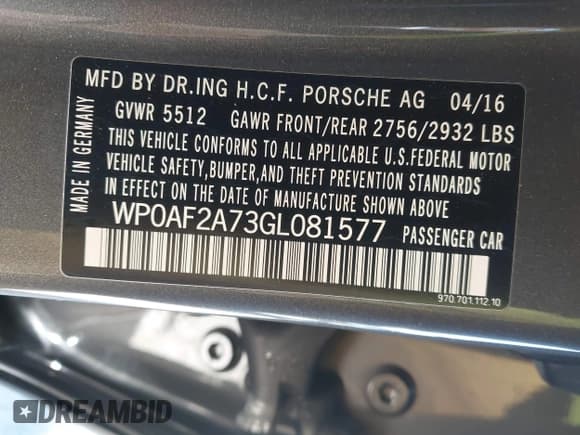 MFD BY DR.ING H.C.F. PORSCHE AG 04/16
GVWR 5512 GAWR FRONT/REAR 2756/2932 LBS
THIS VEHICLE CONFORMS TO ALL APPLICABLE U.S.FEDERAL MOTOR
VEHICLE SAFETY,BUMPER,AND THEFT PREVENTION STANDARDS
IN EFFECT ON THE DATE OF MANUFACTURE SHOWN ABOVE.
MADE IN GERMANY
WP0AF2A73GL081577 PASSENGER CAR
970.701.112.10
DREAMBID